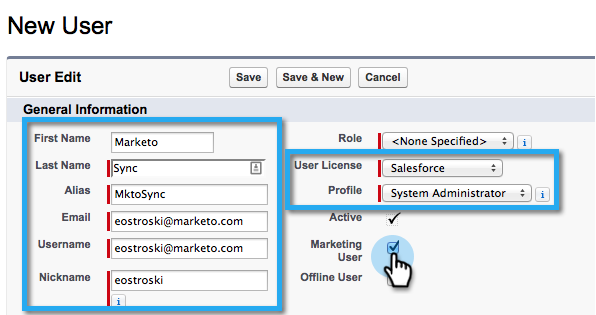 New User
User Edit
Save
Save & New
Cancel
General Information
First Name
Marketo
Last Name
Sync
Alias
MktoSync
Email
eostroski@marketo.com
Username
eostroski@marketo.com
Nickname
eostroski
i
Role
<None Specified>
i
User License
Salesforce
Profile
System Administrator
i
Active
Marketing
User
Offline User